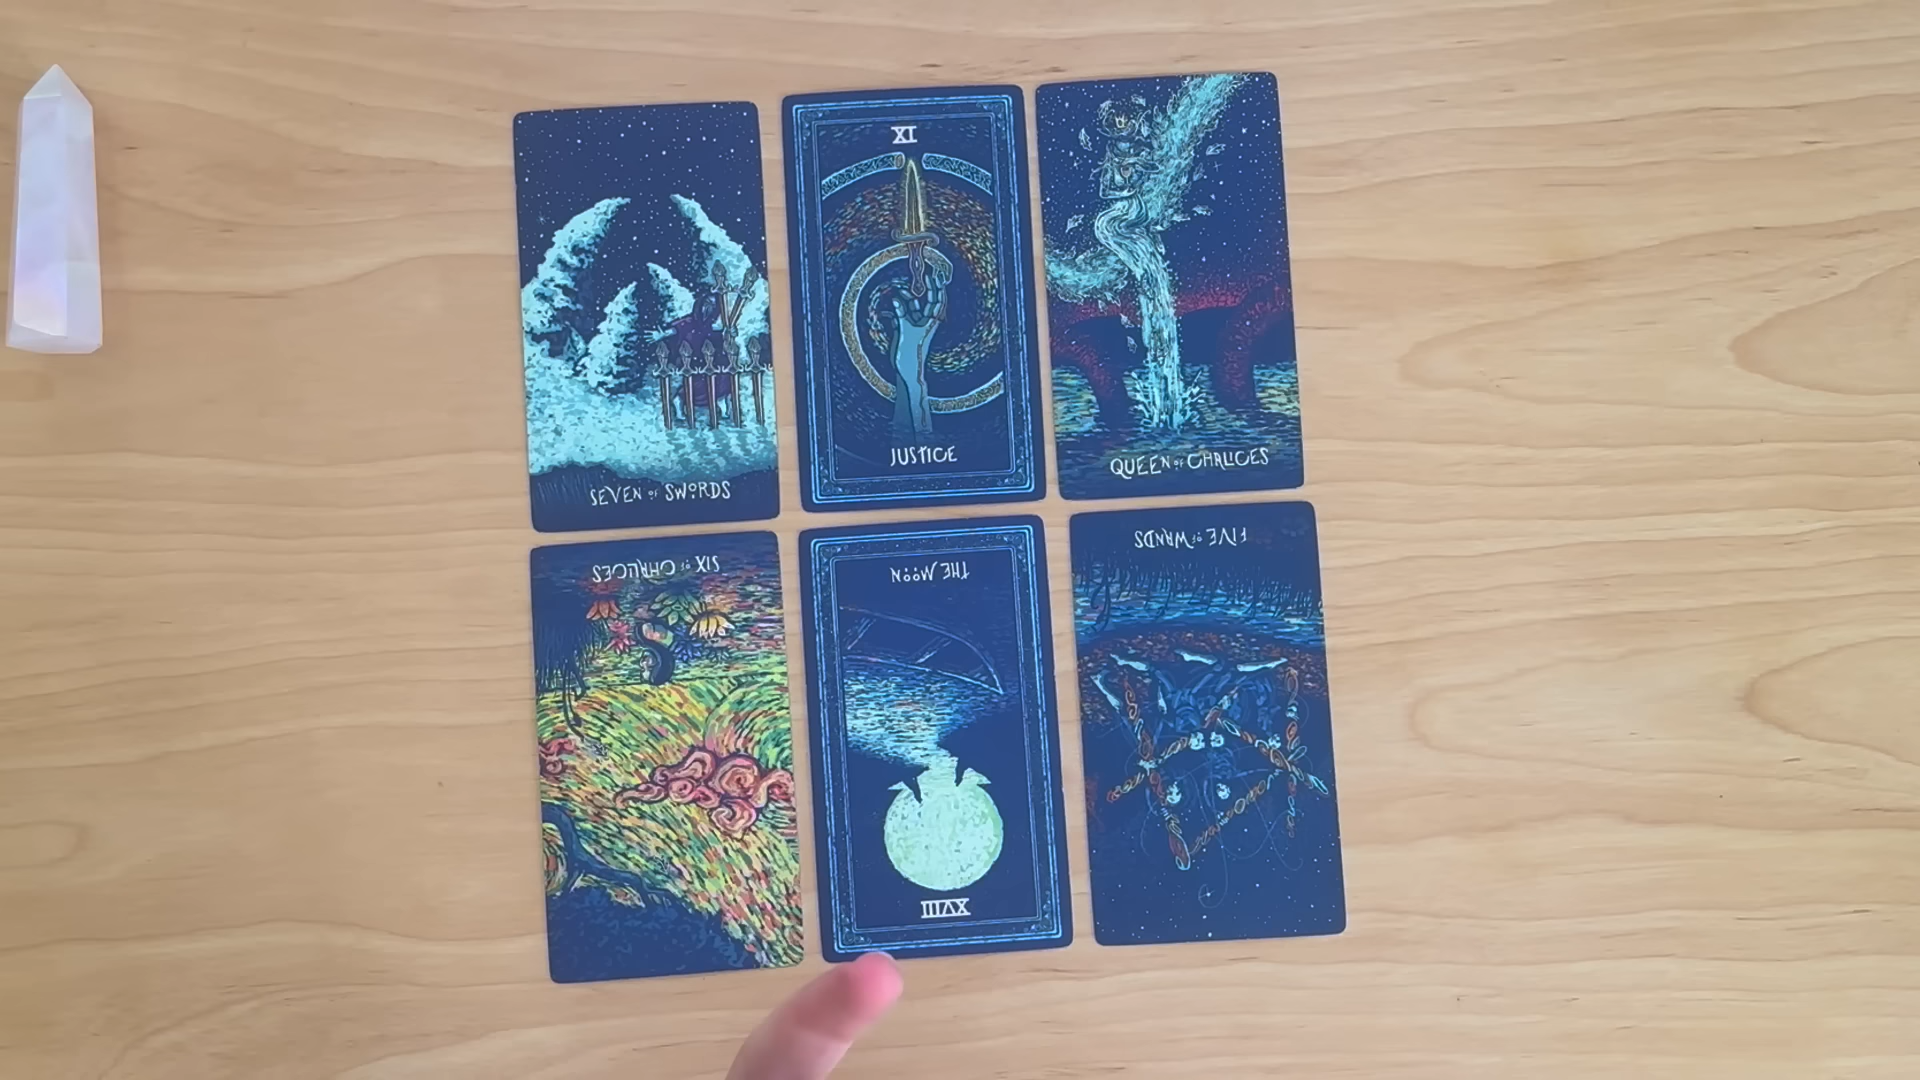 XI
JUSTICE
QUEEN OF CHALICES
SEVEN OF SWORDS
SIX OF CHALICES
THE MOON
XVIII
FIVE OF WANDS